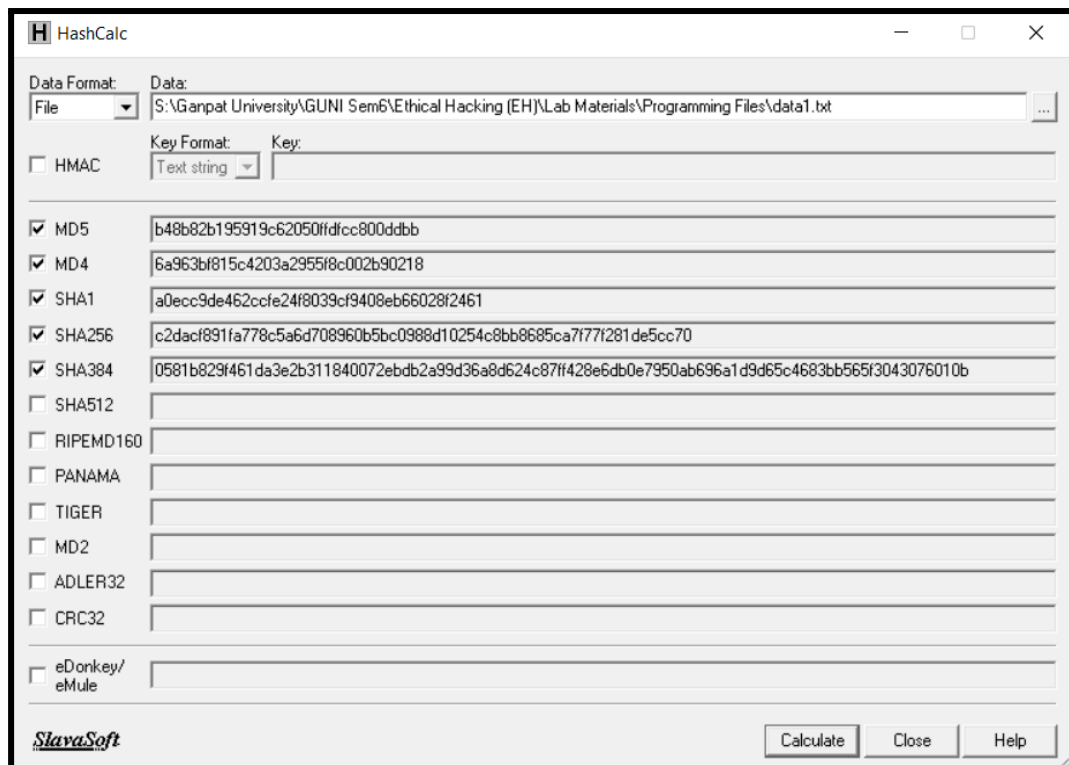 H HashCalc
Data Format: Data:
File S:\Ganpat University\GUNI Sem6\Ethical Hacking (EH)\Lab Materials\Programming Files\data1.txt ...
Key Format: Key:
HMAC Text string
MD5 b48b82b195919c62050ffdfcc800ddbb
MD4 6a963bf815c4203a2955f8c002b90218
SHA1 a0ecc9de462ccfe24f8039cf9408eb66028f2461
SHA256 c2dacf891fa778c5a6d708960b5bc0988d10254c8bb8685ca7f77f281de5cc70
SHA384 0581b829f461da3e2b311840072ebdb2a99d36a8d624c87ff428e6db0e7950ab696a1d9d65c4683bb565f3043076010b
SHA512
RIPEMD160
PANAMA
TIGER
MD2
ADLER32
CRC32
eDonkey/
eMule
SlavaSoft Calculate Close Help